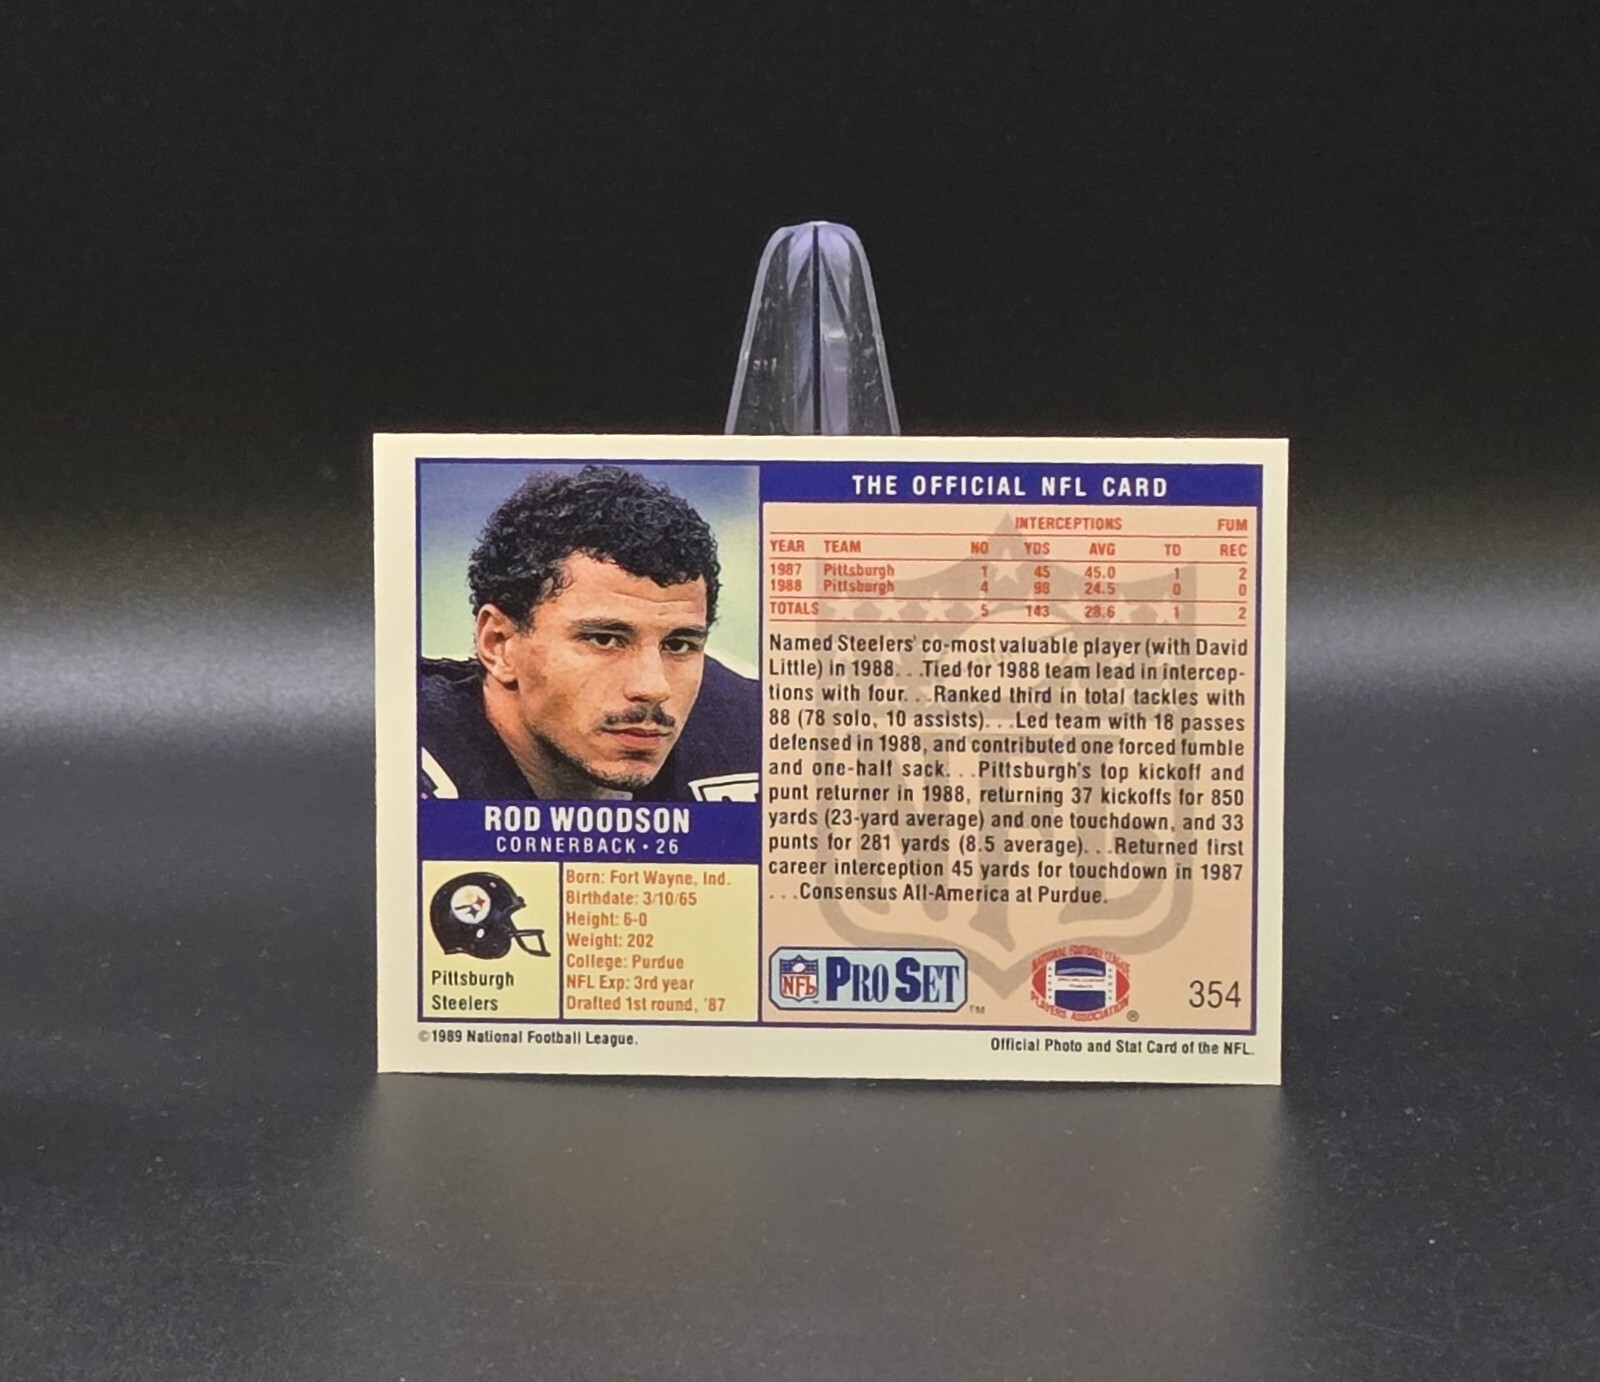 THE OFFICIAL NFL CARD
INTERCEPTIONS FUM
YEAR TEAM NO YDS AVG TD REC
1987 Pittsburgh 1 45 45.0 1 2
1988 Pittsburgh 4 98 24.5 0 0
TOTALS 5 143 28.6 1 2
Named Steelers' co-most valuable player (with David
Little) in 1988. . .Tied for 1988 team lead in intercep-
tions with four. . .Ranked third in total tackles with
88 (78 solo, 10 assists). . .Led team with 18 passes
defensed in 1988, and contributed one forced fumble
and one-half sack. . .Pittsburgh's top kickoff and
punt returner in 1988, returning 37 kickoffs for 850
yards (23-yard average) and one touchdown, and 33
punts for 281 yards (8.5 average). . .Returned first
career interception 45 yards for touchdown in 1987
. . .Consensus All-America at Purdue.
ROD WOODSON
CORNERBACK • 26
Pittsburgh
Steelers
Born: Fort Wayne, Ind.
Birthdate: 3/10/65
Height: 6-0
Weight: 202
College: Purdue
NFL Exp: 3rd year
Drafted 1st round, '87
NFL PRO SET ™
NATIONAL FOOTBALL LEAGUE
PLAYERS ASSOCIATION ®
354
©1989 National Football League.
Official Photo and Stat Card of the NFL.
NFL